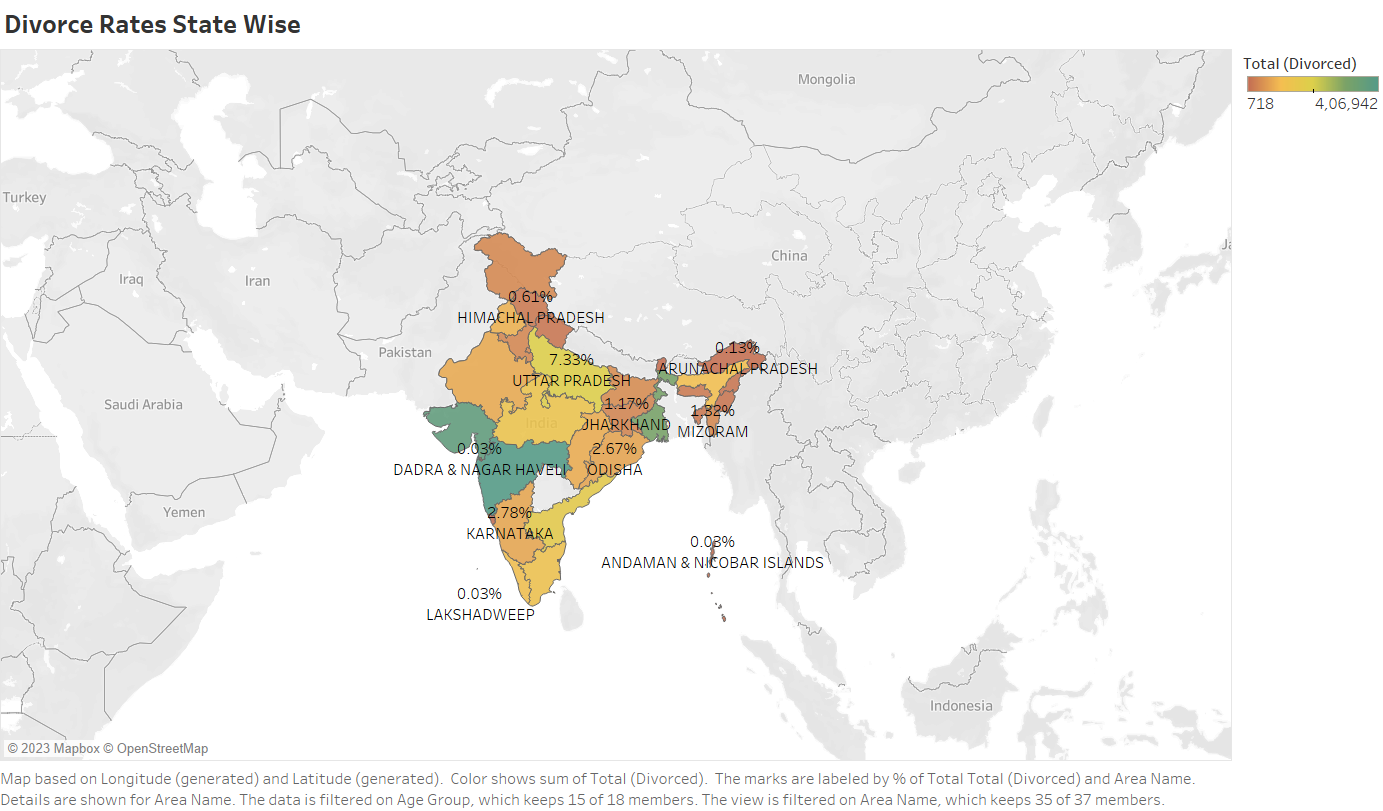 Divorce Rates State Wise
Total (Divorced)
718 4,06,942
Mongolia
Turkey
China
Iraq
Iran
0.61%
HIMACHAL PRADESH
Pakistan
7.33%
UTTAR PRADESH
0.13%
ARUNACHAL PRADESH
Saudi Arabia
1.17%
JHARKHAND
1.32%
MIZORAM
India
0.03%
DADRA & NAGAR HAVELI
2.67%
ODISHA
Yemen
2.78%
KARNATAKA
0.03%
ANDAMAN & NICOBAR ISLANDS
0.03%
LAKSHADWEEP
Indonesia
© 2023 Mapbox © OpenStreetMap
Map based on Longitude (generated) and Latitude (generated). Color shows sum of Total (Divorced). The marks are labeled by % of Total Total (Divorced) and Area Name.
Details are shown for Area Name. The data is filtered on Age Group, which keeps 15 of 18 members. The view is filtered on Area Name, which keeps 35 of 37 members.